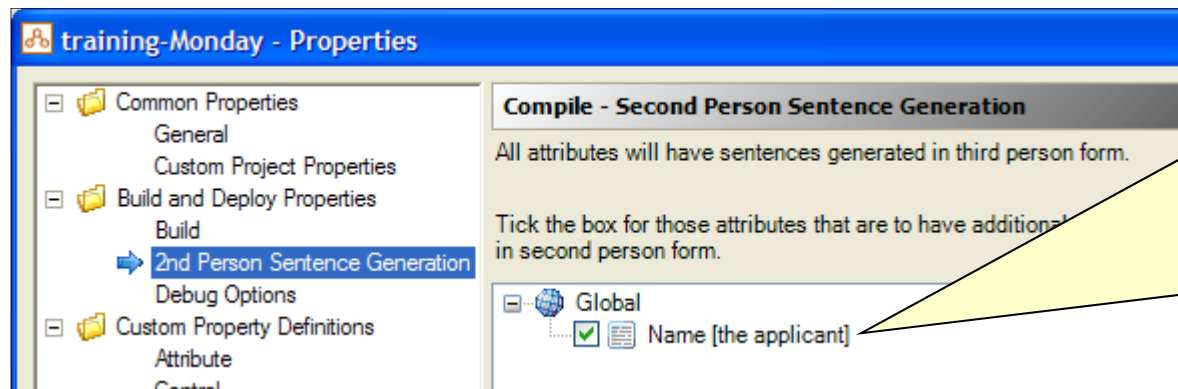 training-Monday - Properties
Common Properties
General
Custom Project Properties
Build and Deploy Properties
Build
2nd Person Sentence Generation
Debug Options
Custom Property Definitions
Attribute
Control
Compile - Second Person Sentence Generation
All attributes will have sentences generated in third person form.
Tick the box for those attributes that are to have additional
in second person form.
Global
Name [the applicant]